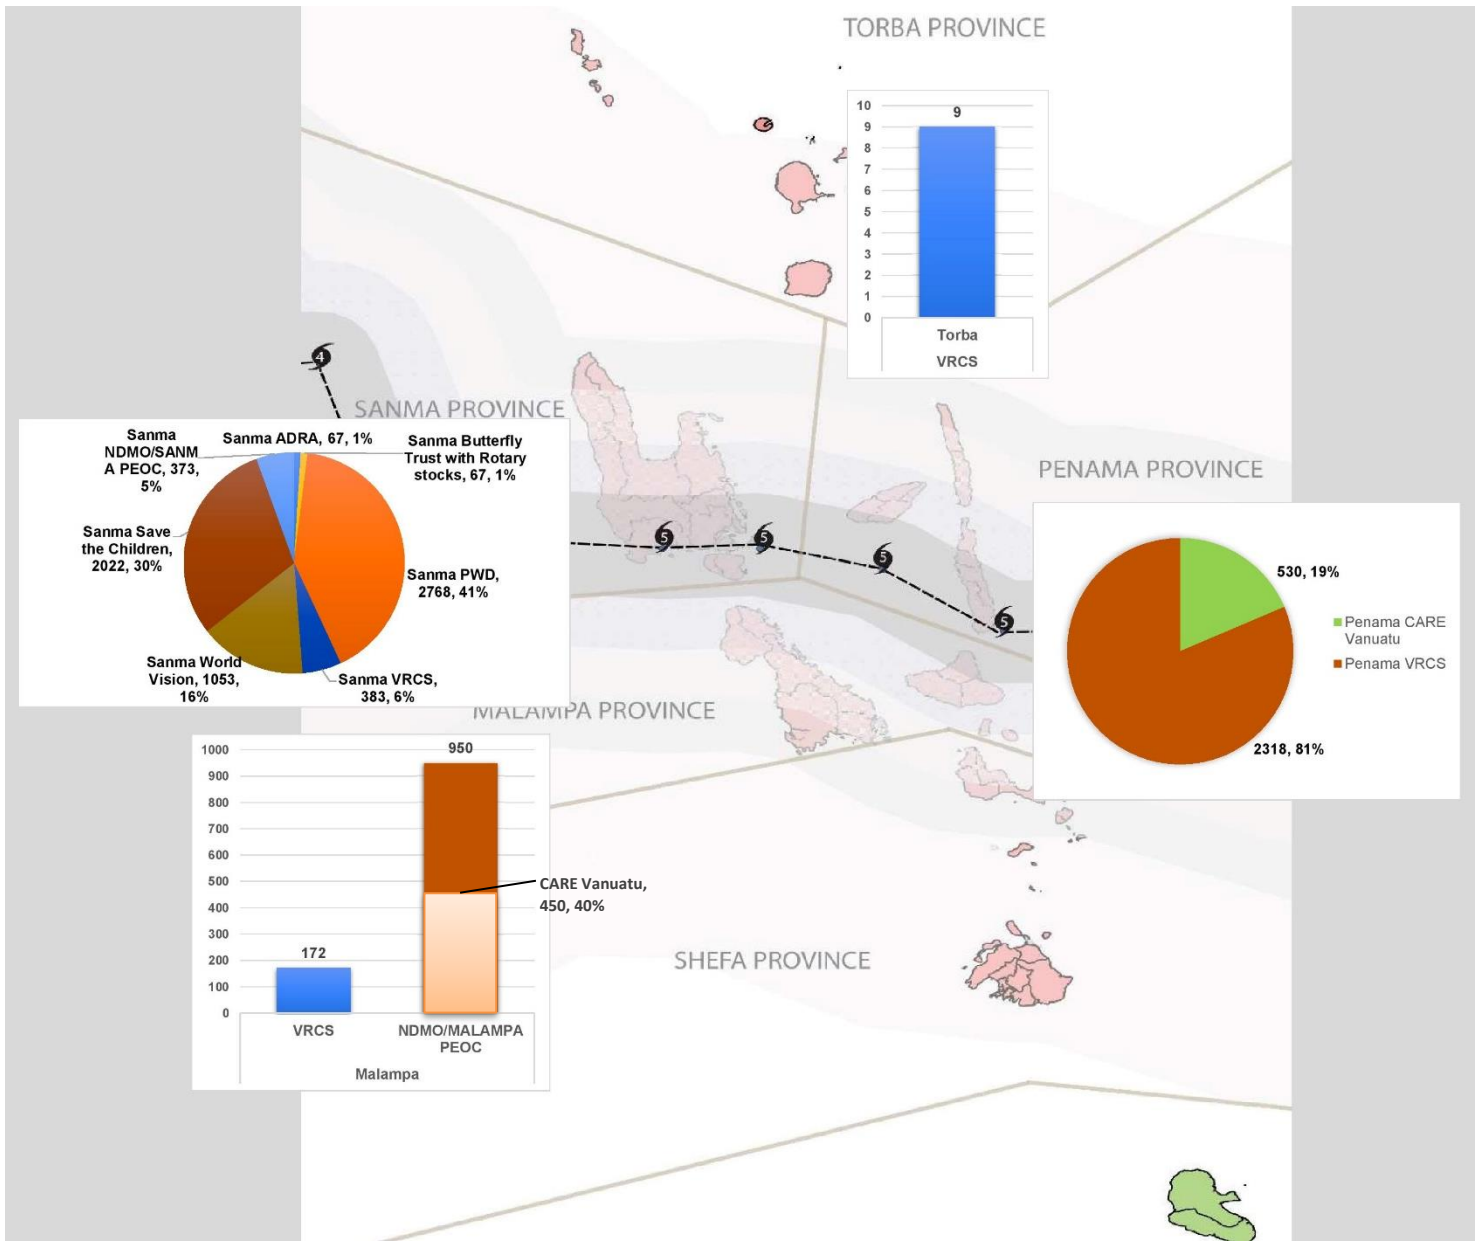 TORBA PROVINCE
10
9
8
7
6
5
4
3
2
1
0
9
Torba
VRCS
4
SANMA PROVINCE
Sanma
NDMO/SANM
A PEOC, 373,
5%
Sanma ADRA, 67, 1%
Sanma Butterfly
Trust with Rotary
stocks, 67, 1%
Sanma Save
the Children,
2022, 30%
Sanma PWD,
2768, 41%
Sanma World
Vision, 1053,
16%
Sanma VRCS,
383, 6%
5
5
5
5
PENAMA PROVINCE
530, 19%
Penama CARE
Vanuatu
Penama VRCS
2318, 81%
MALAMPA PROVINCE
1000
900
800
700
600
500
400
300
200
100
0
172
950
CARE Vanuatu,
450, 40%
VRCS
NDMO/MALAMPA
PEOC
Malampa
SHEFA PROVINCE